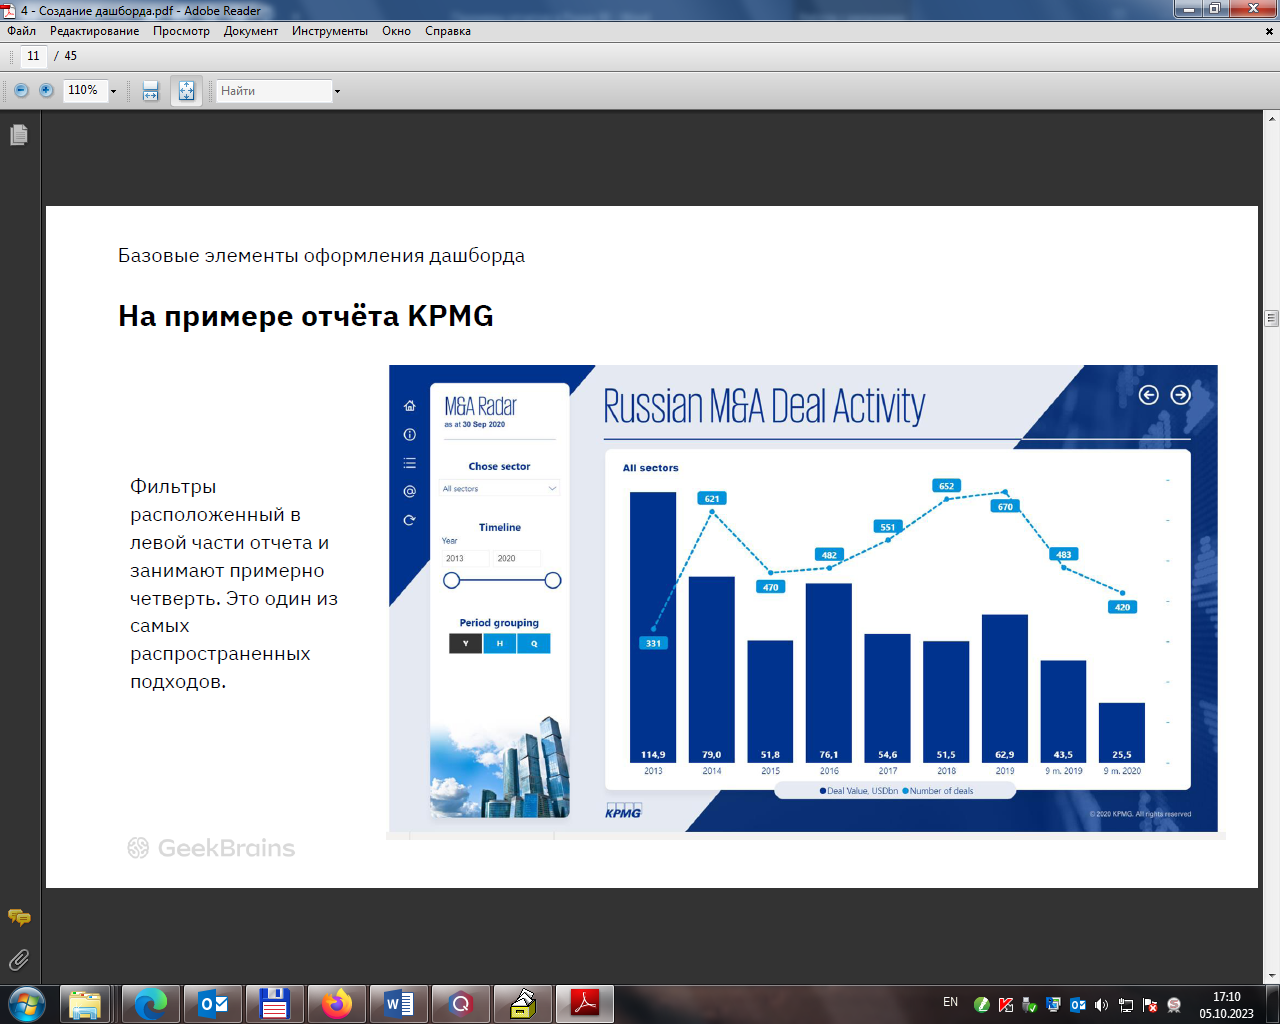 4 - Создание дашборда.pdf - Adobe Reader
Файл Редактирование Просмотр Документ Инструменты Окно Справка
11 / 45
110% Найти
Базовые элементы оформления дашборда
На примере отчёта KPMG
Фильтры
расположенный в
левой части отчета и
занимают примерно
четверть. Это один из
самых
распространенных
подходов.
M&A Radar
as at 30 Sep 2020
Chose sector
All sectors
Timeline
Year
2013 2020
Period grouping
Y H Q
Russian M&A Deal Activity
All sectors
331 621 470 482 551 652 670 483 420
114,9 79,0 51,8 76,1 54,6 51,5 62,9 43,5 25,5
2013 2014 2015 2016 2017 2018 2019 9 m. 2019 9 m. 2020
Deal Value, USDbn Number of deals
KPMG
© 2020 KPMG. All rights reserved
GeekBrains
EN
17:10
05.10.2023